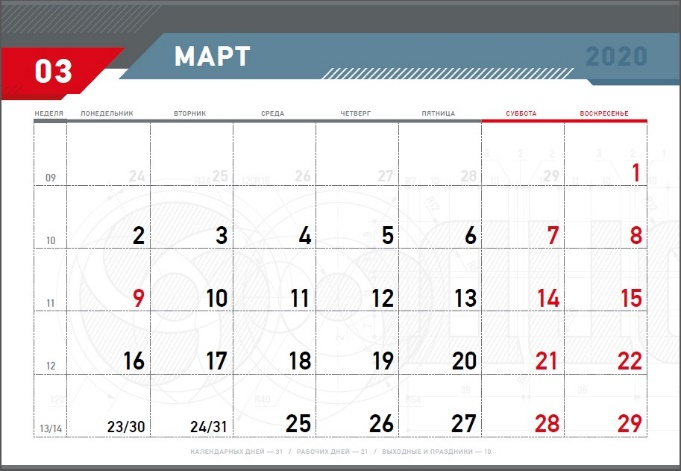 03 МАРТ 2020
НЕДЕЛЯ ПОНЕДЕЛЬНИК ВТОРНИК СРЕДА ЧЕТВЕРГ ПЯТНИЦА СУББОТА ВОСКРЕСЕНЬЕ
09 24 25 26 27 28 29 1
10 2 3 4 5 6 7 8
11 9 10 11 12 13 14 15
12 16 17 18 19 20 21 22
13/14 23/30 24/31 25 26 27 28 29
КАЛЕНДАРНЫХ ДНЕЙ — 31 / РАБОЧИХ ДНЕЙ — 21 / ВЫХОДНЫЕ И ПРАЗДНИКИ — 10